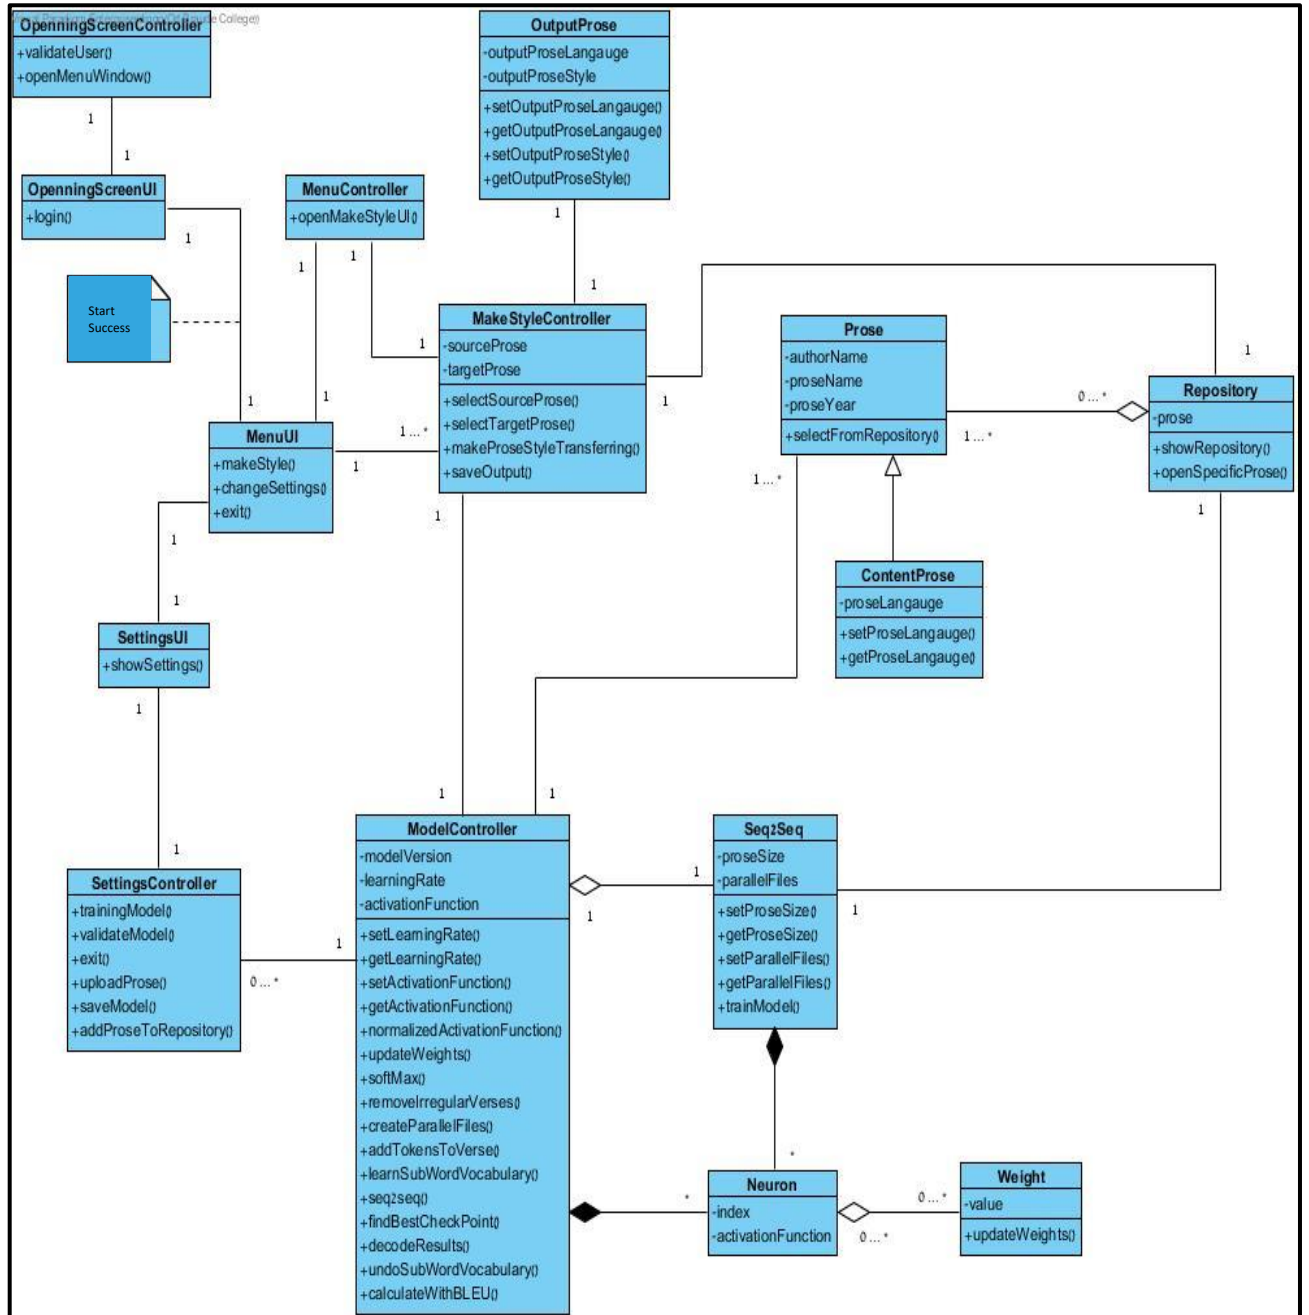 OpenningScreenController
+validateUser()
+openMenuWindow()
1
1
OpenningScreenUI
+login()
1
MenuController
+openMakeStyleUI()
1
1
OutputProse
-outputProseLangauge
-outputProseStyle
+setOutputProseLangauge()
+getOutputProseLangauge()
+setOutputProseStyle()
+getOutputProseStyle()
1
1
Start
Success
MakeStyleController
-sourceProse
-targetProse
+selectSourceProse()
+selectTargetProse()
+makeProseStyleTransferring()
+saveOutput()
1
1
1
1
1 ... *
1
1
MenuUI
+makeStyle()
+changeSettings()
+exit()
1
1
Prose
-authorName
-proseName
-proseYear
+selectFromRepository()
1 ... *
0 ... *
1 ... *
1
Repository
-prose
+showRepository()
+openSpecificProse()
1
ContentProse
-proseLangauge
+setProseLangauge()
+getProseLangauge()
SettingsUI
+showSettings()
1
1
SettingsController
+trainingModel()
+validateModel()
+exit()
+uploadProse()
+saveModel()
+addProseToRepository()
0 ... *
1
1
1
ModelController
-modelVersion
-learningRate
-activationFunction
+setLearningRate()
+getLearningRate()
+setActivationFunction()
+getActivationFunction()
+normalizedActivationFunction()
+updateWeights()
+softMax()
+removeIrregularVerses()
+createParallelFiles()
+addTokensToVerse()
+learnSubWordVocabulary()
+seq2seq()
+findBestCheckPoint()
+decodeResults()
+undoSubWordVocabulary()
+calculateWithBLEU()
1
1
Seq2Seq
-proseSize
-parallelFiles
+setProseSize()
+getProseSize()
+setParallelFiles()
+getParallelFiles()
+trainModel()
1
*
*
Neuron
-index
-activationFunction
0 ... *
0 ... *
Weight
-value
+updateWeights()